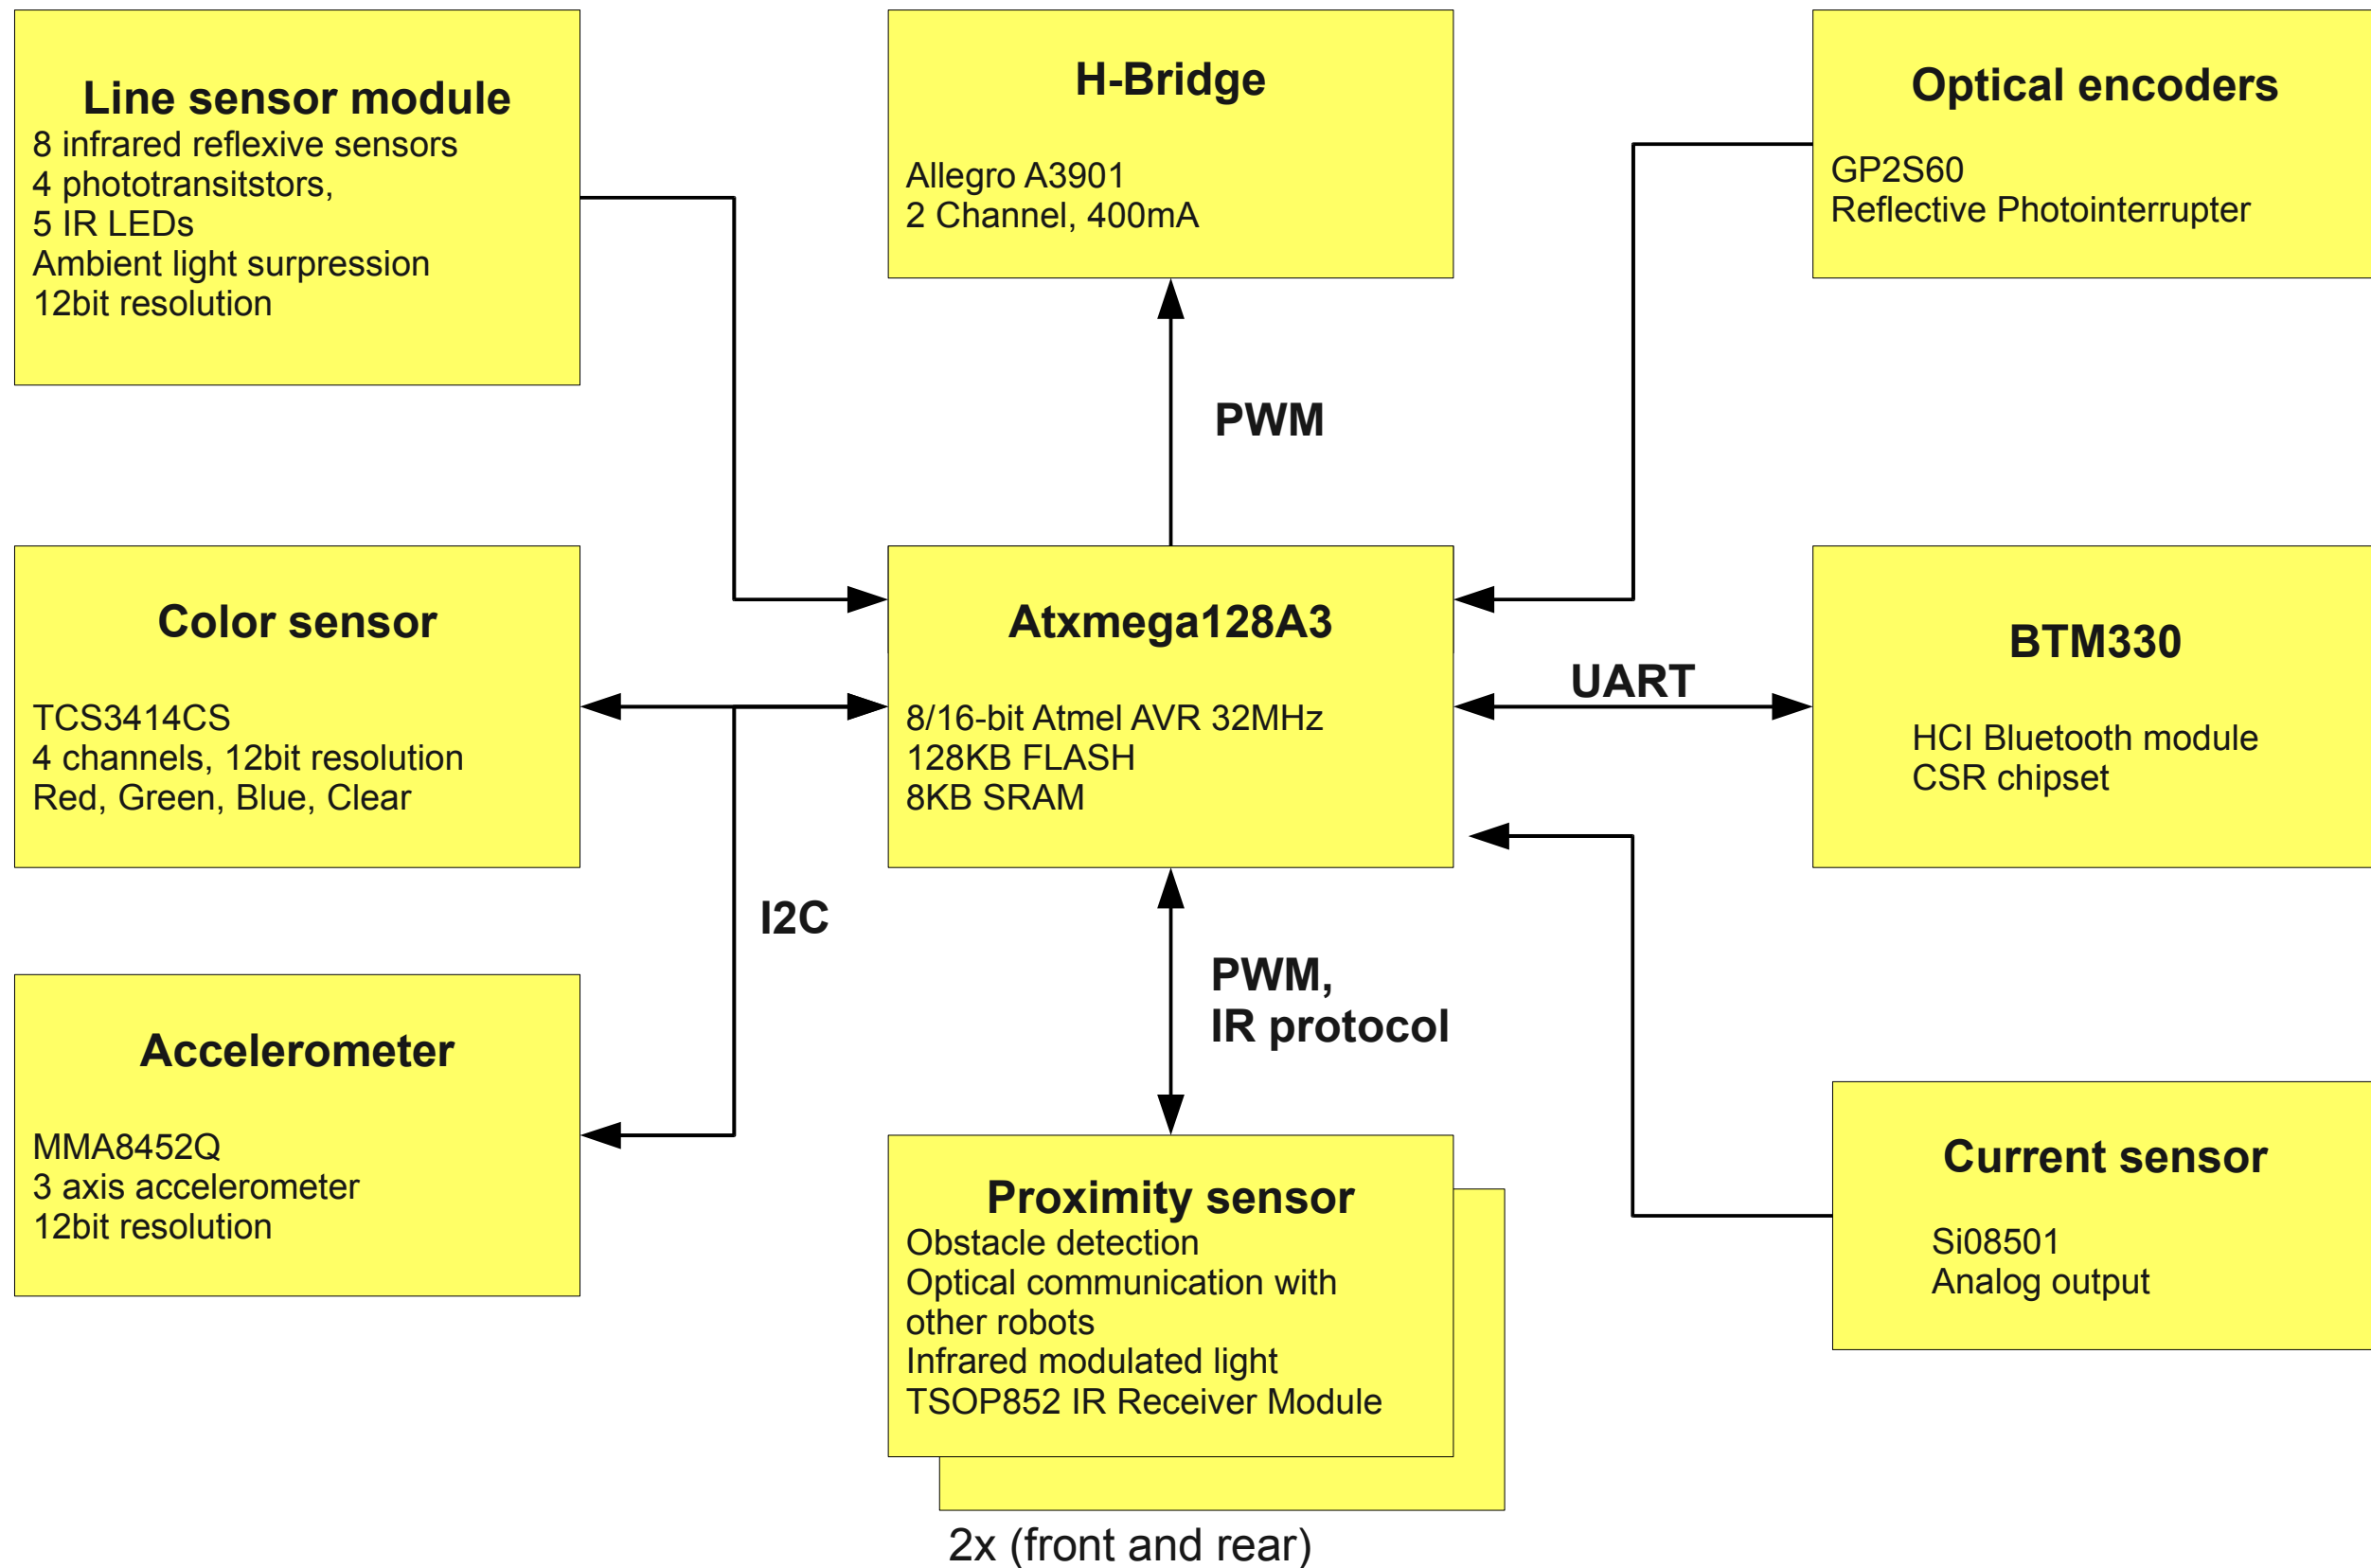 Line sensor module
8 infrared reflexive sensors
4 phototransitstors,
5 IR LEDs
Ambient light surpression
12bit resolution
H-Bridge
Allegro A3901
2 Channel, 400mA
Optical encoders
GP2S60
Reflective Photointerrupter
PWM
Color sensor
TCS3414CS
4 channels, 12bit resolution
Red, Green, Blue, Clear
Atxmega128A3
8/16-bit Atmel AVR 32MHz
128KB FLASH
8KB SRAM
UART
BTM330
HCI Bluetooth module
CSR chipset
I2C
PWM,
IR protocol
Accelerometer
MMA8452Q
3 axis accelerometer
12bit resolution
Proximity sensor
Obstacle detection
Optical communication with
other robots
Infrared modulated light
TSOP852 IR Receiver Module
Current sensor
Si08501
Analog output
2x (front and rear)